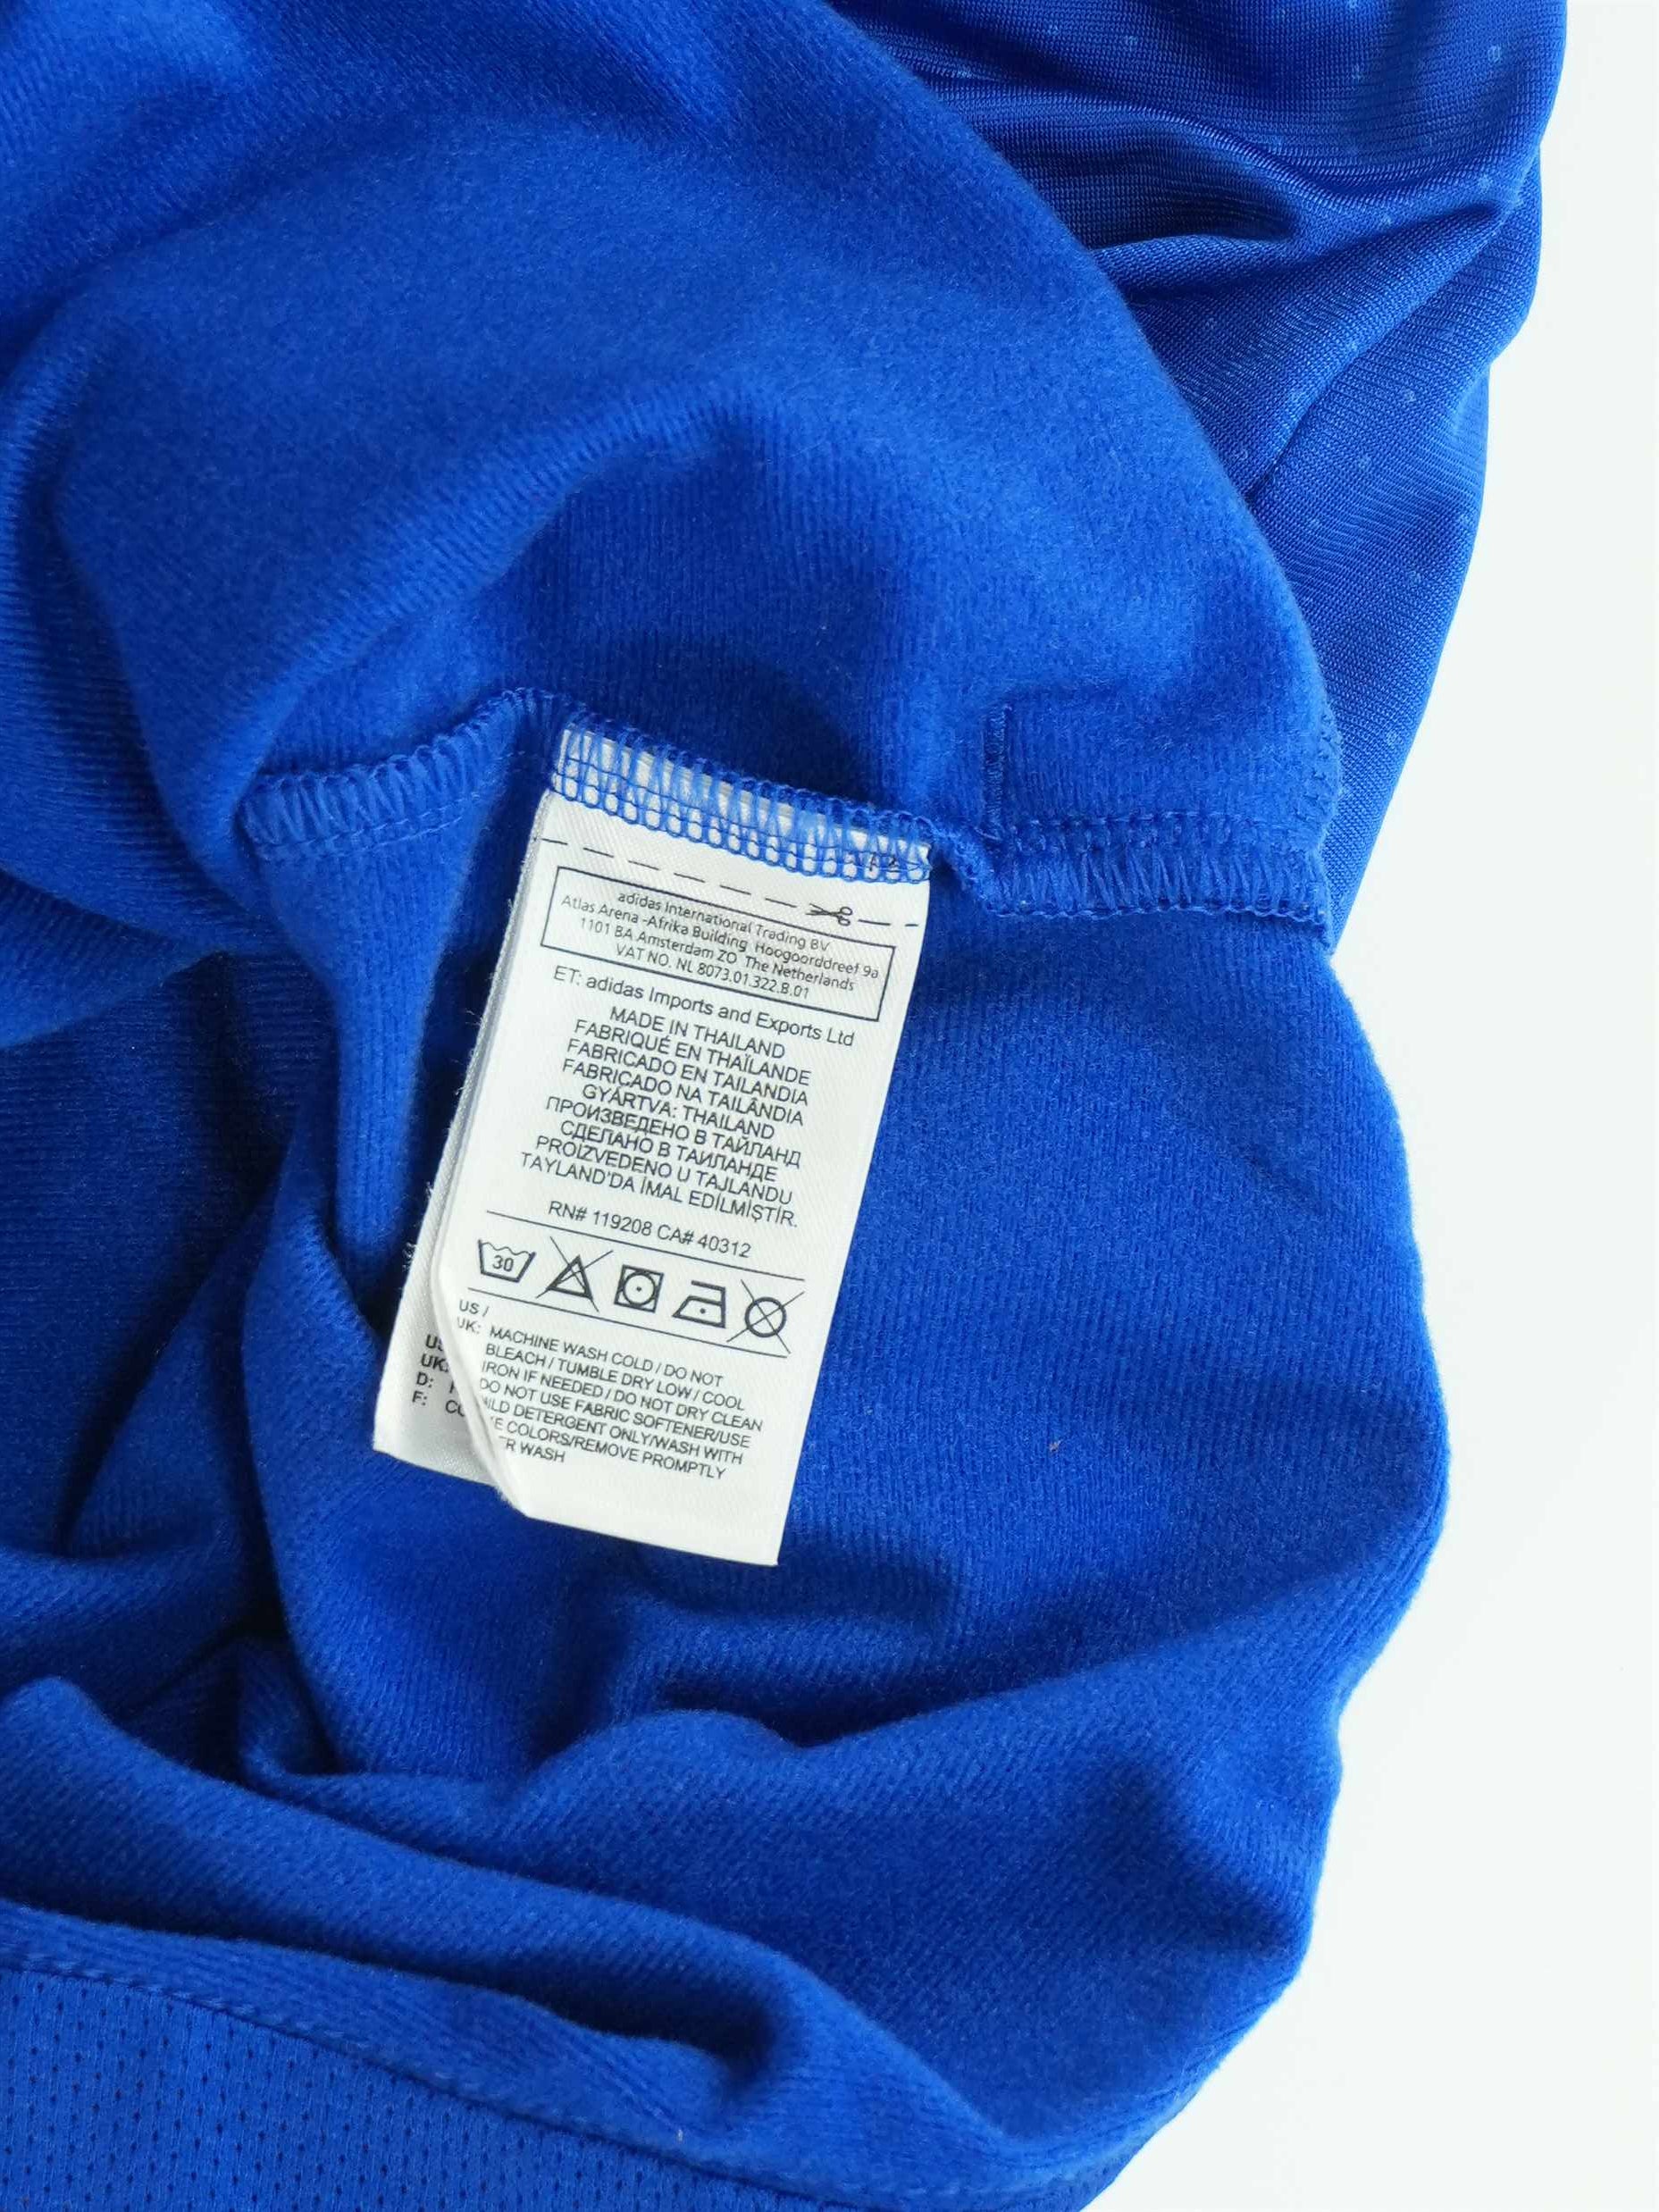 adidas International Trading BV
Atlas Arena -Afrika Building Hoogoorddreef 9a
1101 BA Amsterdam ZO The Netherlands
VAT NO. NL 8073.01.322.B.01
ET: adidas Imports and Exports Ltd
MADE IN THAILAND
FABRIQUÉ EN THAÏLANDE
FABRICADO EN TAILANDIA
FABRICADO NA TAILÂNDIA
GYÁRTVA: THAILAND
ПРОИЗВЕДЕНО В ТАЙЛАНД
СДЕЛАНО В ТАИЛАНДЕ
PROIZVEDENO U TAJLANDU
TAYLAND'DA İMAL EDİLMİŞTİR.
RN# 119208 CA# 40312
30
US /
UK: MACHINE WASH COLD / DO NOT
BLEACH / TUMBLE DRY LOW / COOL
IRON IF NEEDED / DO NOT DRY CLEAN
DO NOT USE FABRIC SOFTENER/USE
DETERGENT ONLY/WASH WITH
COLORS/REMOVE PROMPTLY
WASH
UK:
D:
F: